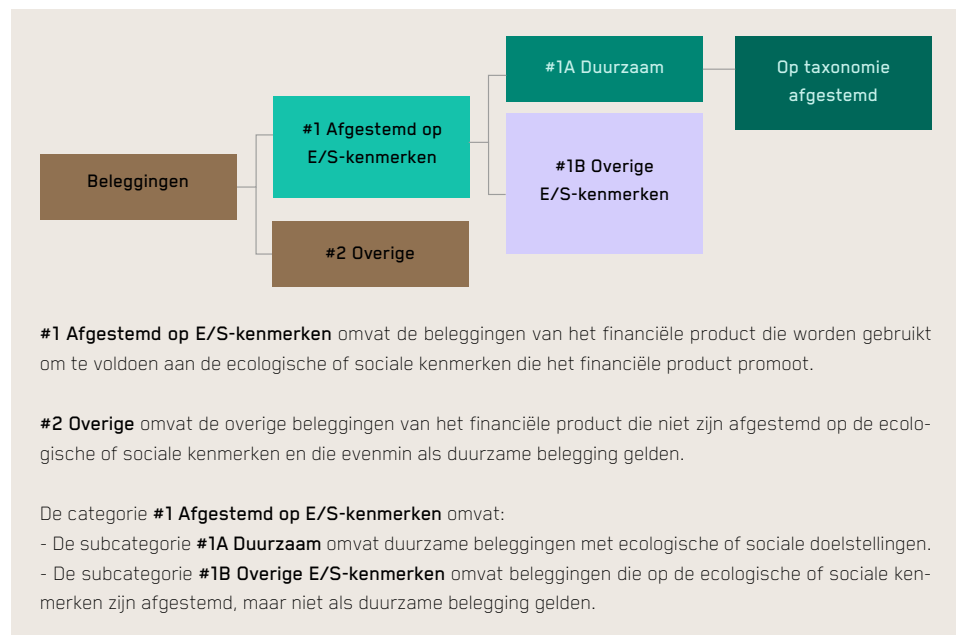 #1A Duurzaam
Op taxonomie
afgestemd
#1 Afgestemd op
E/S-kenmerken
#1B Overige
E/S-kenmerken
Beleggingen
#2 Overige
#1 Afgestemd op E/S-kenmerken omvat de beleggingen van het financiële product die worden gebruikt
om te voldoen aan de ecologische of sociale kenmerken die het financiële product promoot.
#2 Overige omvat de overige beleggingen van het financiële product die niet zijn afgestemd op de ecolo-
gische of sociale kenmerken en die evenmin als duurzame belegging gelden.
De categorie #1 Afgestemd op E/S-kenmerken omvat:
- De subcategorie #1A Duurzaam omvat duurzame beleggingen met ecologische of sociale doelstellingen.
- De subcategorie #1B Overige E/S-kenmerken omvat beleggingen die op de ecologische of sociale ken-
merken zijn afgestemd, maar niet als duurzame belegging gelden.